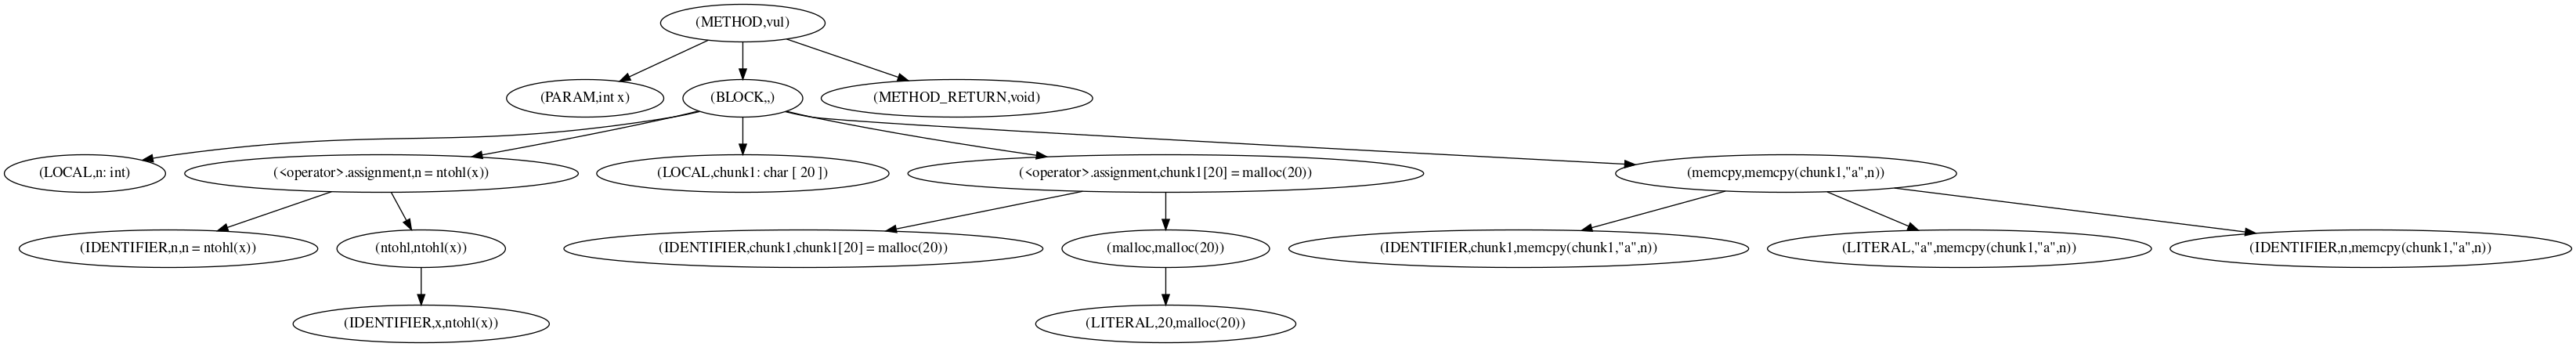 (METHOD,vul)
(PARAM,int x)
(BLOCK,,)
(METHOD_RETURN,void)
(LOCAL,n: int)
(<operator>.assignment,n = ntohl(x))
(LOCAL,chunk1: char [ 20 ])
(<operator>.assignment,chunk1[20] = malloc(20))
(memcpy,memcpy(chunk1,"a",n))
(IDENTIFIER,n,n = ntohl(x))
(ntohl,ntohl(x))
(IDENTIFIER,chunk1,chunk1[20] = malloc(20))
(malloc,malloc(20))
(IDENTIFIER,chunk1,memcpy(chunk1,"a",n))
(LITERAL,"a",memcpy(chunk1,"a",n))
(IDENTIFIER,n,memcpy(chunk1,"a",n))
(IDENTIFIER,x,ntohl(x))
(LITERAL,20,malloc(20))